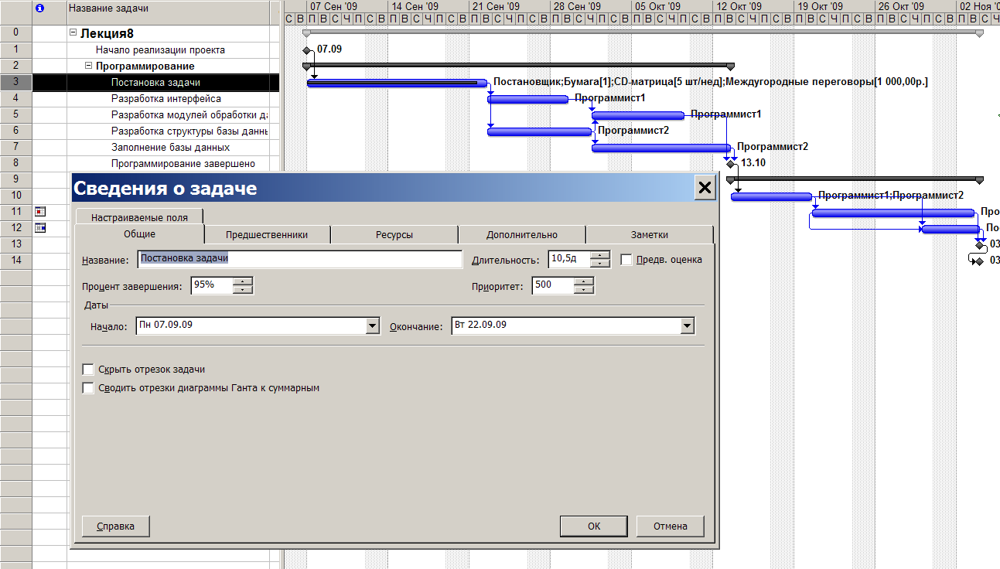 Название задачи
07 Сен '09 14 Сен '09 21 Сен '09 28 Сен '09 05 Окт '09 12 Окт '09 19 Окт '09 26 Окт '09 02 Ноя '0
С В П В С Ч П С В П В С Ч П С В П В С Ч П С В П В С Ч П С В П В С Ч П С В П В С Ч П С В П В С Ч П С В П В С Ч П С В П В С Ч
0 Лекция8
1 Начало реализации проекта 07.09
2 Программирование
3 Постановка задачи Постановщик;Бумага[1];CD-матрица[5 шт/нед];Междугородные переговоры[1 000,00р.]
4 Разработка интерфейса Программист1
5 Разработка модулей обработки да Программист1
6 Разработка структуры базы данны Программист2
7 Заполнение базы данных Программист2
8 Программирование завершено 13.10
9
10 Программист1;Программист2
11 Про
12 По
13 03
14 03
Сведения о задаче
Настраиваемые поля
Общие Предшественники Ресурсы Дополнительно Заметки
Название: Постановка задачи Длительность: 10,5д Предв. оценка
Процент завершения: 95% Приоритет: 500
Даты
Начало: Пн 07.09.09 Окончание: Вт 22.09.09
Скрыть отрезок задачи
Сводить отрезки диаграммы Ганта к суммарным
Справка ОК Отмена